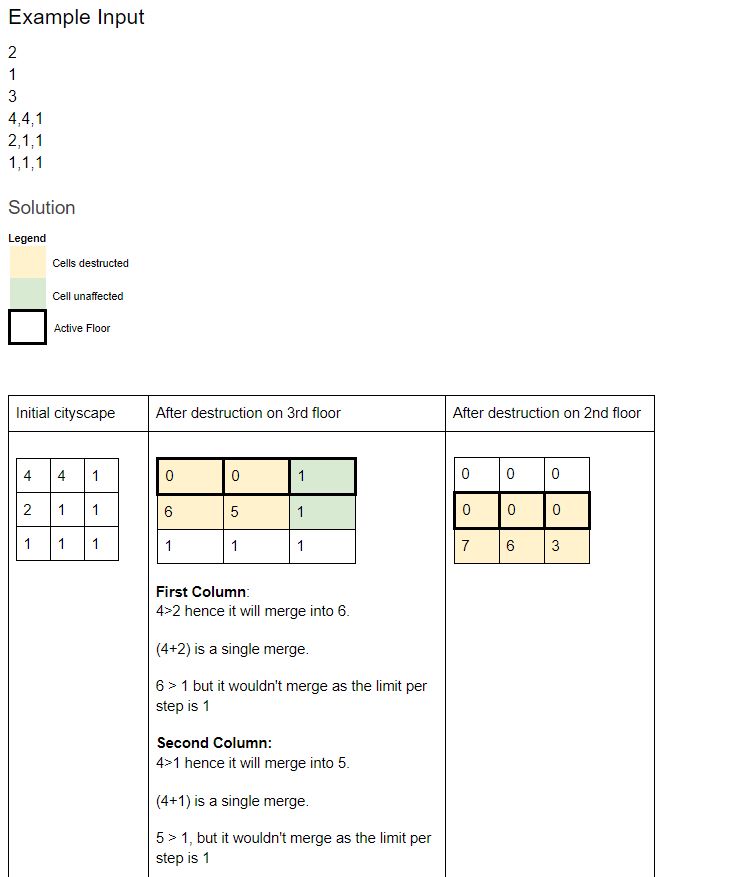 Example Input
2
1
3
4,4,1
2,1,1
1,1,1
Solution
Legend
Cells destructed
Cell unaffected
Active Floor
Initial cityscape
4 4 1
2 1 1
1 1 1
After destruction on 3rd floor
0 0 1
6 5 1
1 1 1
First Column:
4>2 hence it will merge into 6.
(4+2) is a single merge.
6 > 1 but it wouldn't merge as the limit per
step is 1
Second Column:
4>1 hence it will merge into 5.
(4+1) is a single merge.
5 > 1, but it wouldn't merge as the limit per
step is 1
After destruction on 2nd floor
0 0 0
0 0 0
7 6 3